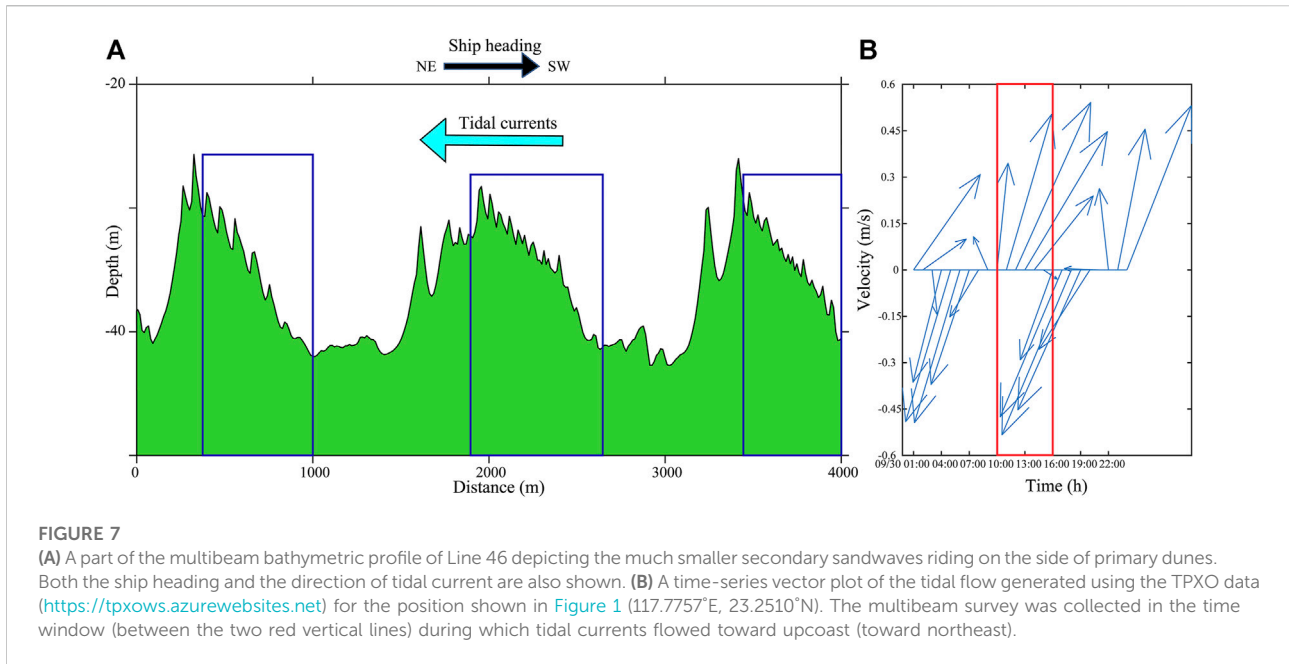 A
Ship heading
NE SW
Tidal currents
-20
-40
Depth (m)
0 1000 2000 3000 4000
Distance (m)
B
0.6
0.45
0.3
0.15
0
-0.15
-0.3
-0.45
-0.6
Velocity (m/s)
09/30 01:00 04:00 07:00 10:00 13:00 16:00 19:00 22:00
Time (h)
FIGURE 7
(A) A part of the multibeam bathymetric profile of Line 46 depicting the much smaller secondary sandwaves riding on the side of primary dunes.
Both the ship heading and the direction of tidal current are also shown. (B) A time-series vector plot of the tidal flow generated using the TPXO data
(https://tpxows.azurewebsites.net) for the position shown in Figure 1 (117.7757°E, 23.2510°N). The multibeam survey was collected in the time
window (between the two red vertical lines) during which tidal currents flowed toward upcoast (toward northeast).